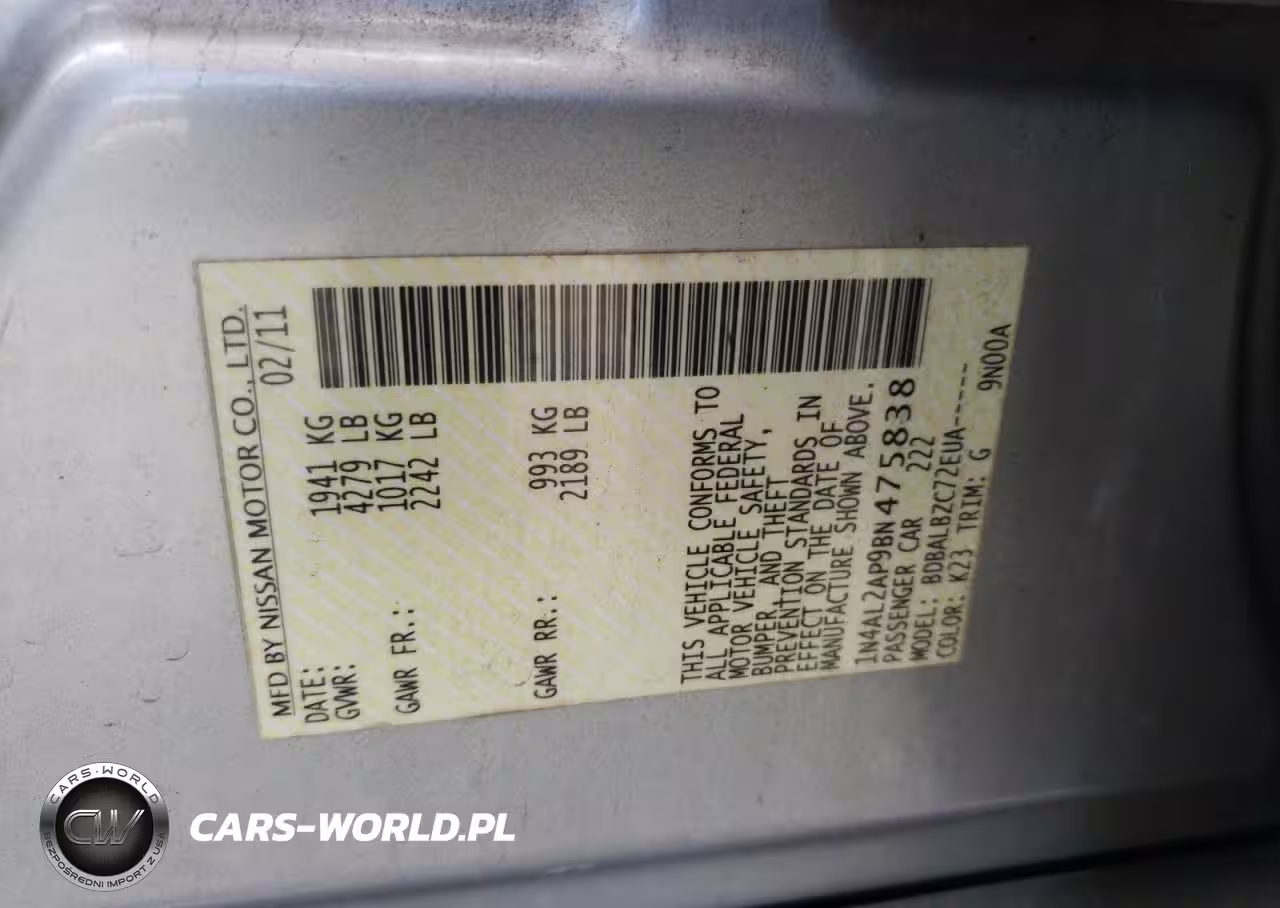 MFD BY NISSAN MOTOR CO., LTD.
DATE: 02/11
GVWR: 1941 KG
4279 LB
GAWR FR.: 1017 KG
2242 LB
GAWR RR.: 993 KG
2189 LB
THIS VEHICLE CONFORMS TO
ALL APPLICABLE FEDERAL
MOTOR VEHICLE SAFETY,
BUMPER, AND THEFT
PREVENTION STANDARDS IN
EFFECT ON THE DATE OF
MANUFACTURE SHOWN ABOVE.
1N4AL2AP9BN475838
PASSENGER CAR 222
MODEL: BDBALBZC72EUA-----
COLOR: K23 TRIM: G 9N00A
CARS-WORLD
CW
BEZPOŚREDNI IMPORT Z USA
CARS-WORLD.PL